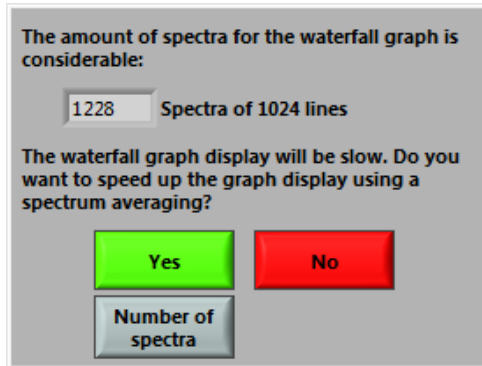 The amount of spectra for the waterfall graph is
considerable:
1228 Spectra of 1024 lines
The waterfall graph display will be slow. Do you
want to speed up the graph display using a
spectrum averaging?
Yes No
Number of
spectra